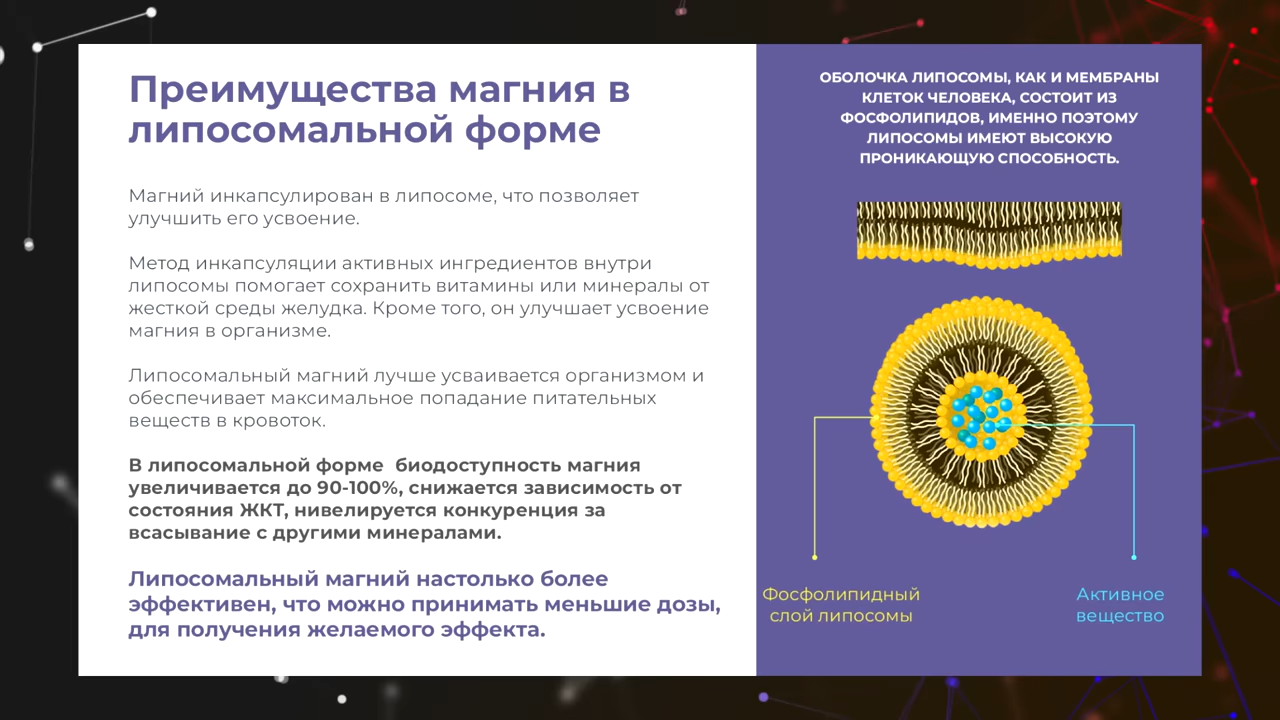 Преимущества магния в
липосомальной форме
Магний инкапсулирован в липосоме, что позволяет
улучшить его усвоение.
Метод инкапсуляции активных ингредиентов внутри
липосомы помогает сохранить витамины или минералы от
жесткой среды желудка. Кроме того, он улучшает усвоение
магния в организме.
Липосомальный магний лучше усваивается организмом и
обеспечивает максимальное попадание питательных
веществ в кровоток.
В липосомальной форме  биодоступность магния
увеличивается до 90-100%, снижается зависимость от
состояния ЖКТ, нивелируется конкуренция за
всасывание с другими минералами.
Липосомальный магний настолько более
эффективен, что можно принимать меньшие дозы,
для получения желаемого эффекта.
ОБОЛОЧКА ЛИПОСОМЫ, КАК И МЕМБРАНЫ
КЛЕТОК ЧЕЛОВЕКА, СОСТОИТ ИЗ
ФОСФОЛИПИДОВ, ИМЕННО ПОЭТОМУ
ЛИПОСОМЫ ИМЕЮТ ВЫСОКУЮ
ПРОНИКАЮЩУЮ СПОСОБНОСТЬ.
Фосфолипидный
слой липосомы
Активное
вещество